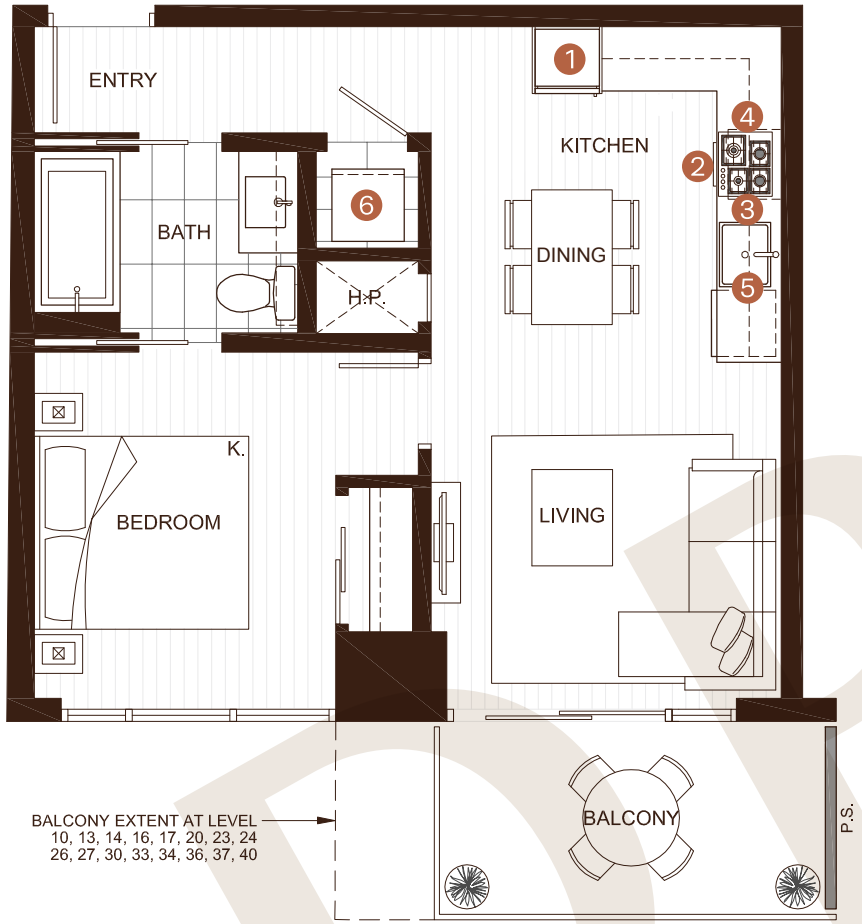 ENTRY
1
KITCHEN
4
2
6
BATH
3
DINING
5
H.P.
K.
BEDROOM
LIVING
BALCONY EXTENT AT LEVEL
10, 13, 14, 16, 17, 20, 23, 24
26, 27, 30, 33, 34, 36, 37, 40
BALCONY
P.S.